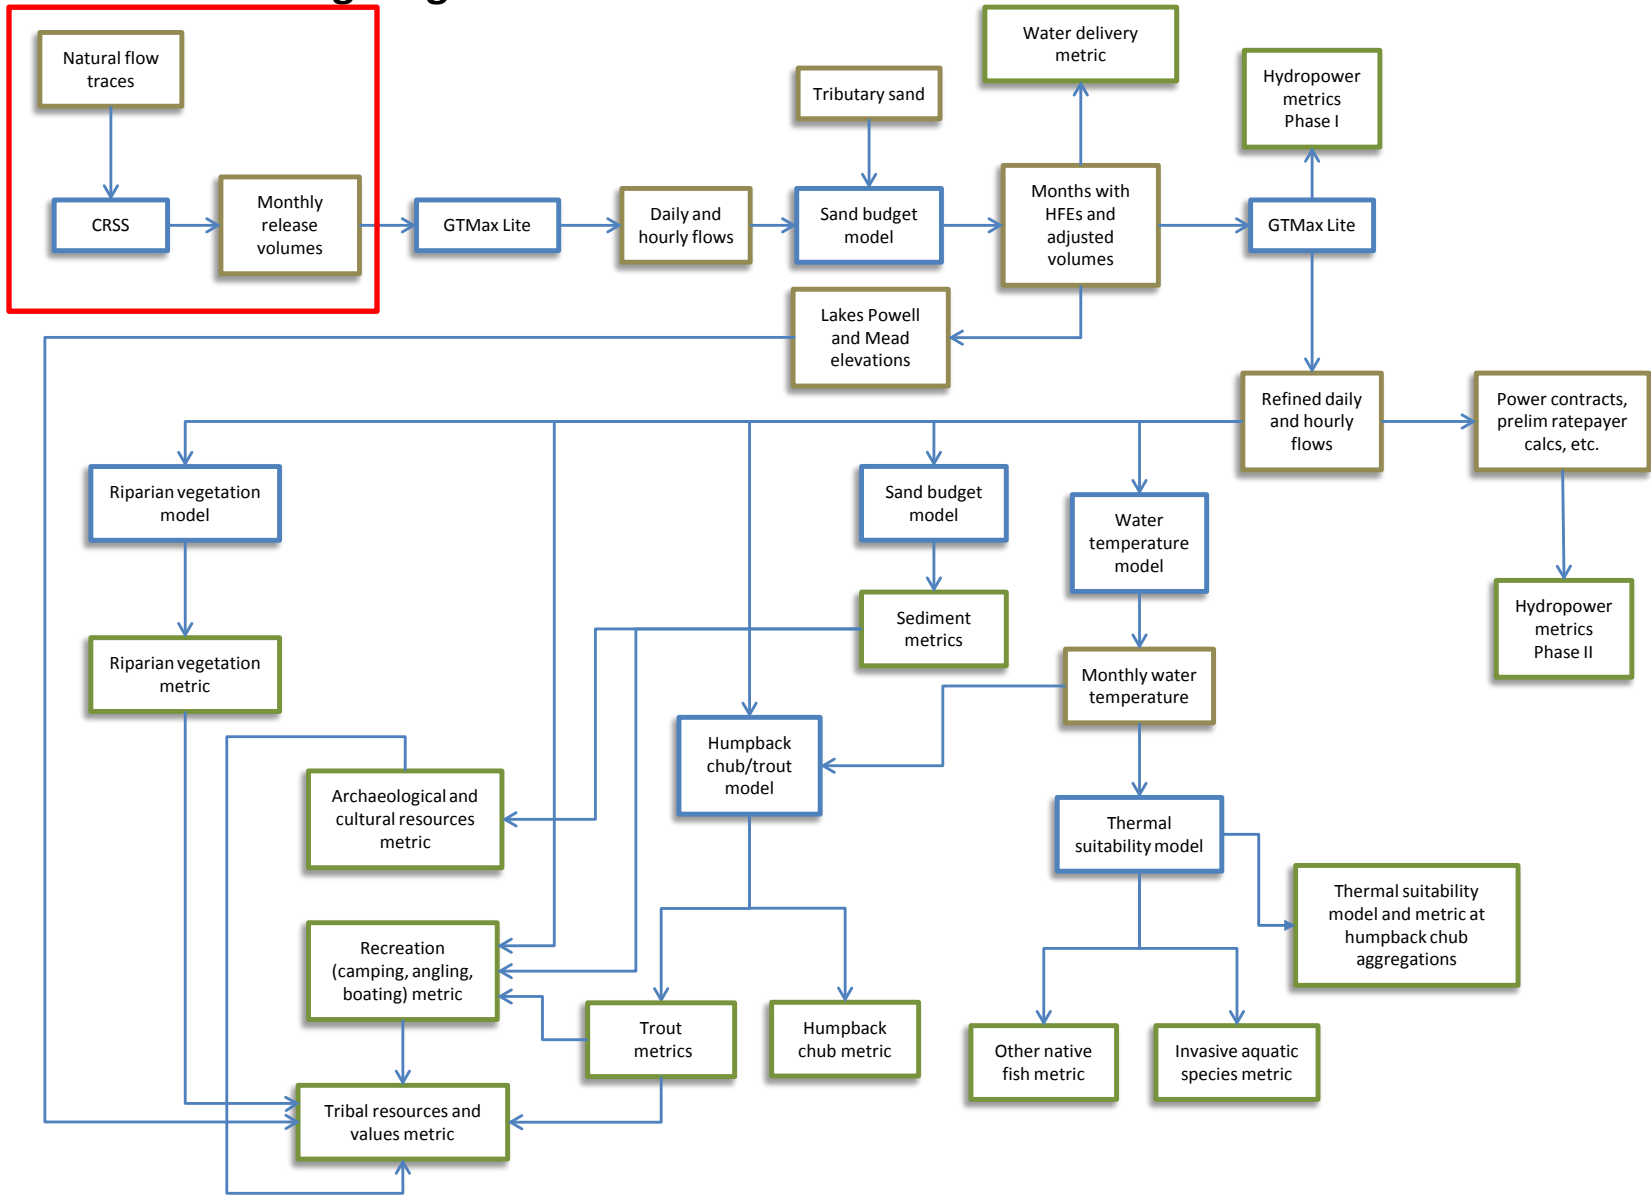 Natural flow
traces
CRSS
Monthly
release
volumes
GTMax Lite
Daily and
hourly flows
Tributary sand
Sand budget
model
Water delivery
metric
Months with
HFEs and
adjusted
volumes
Hydropower
metrics
Phase I
GTMax Lite
Lakes Powell
and Mead
elevations
Refined daily
and hourly
flows
Power contracts,
prelim ratepayer
calcs, etc.
Riparian vegetation
model
Sand budget
model
Water
temperature
model
Hydropower
metrics
Phase II
Riparian vegetation
metric
Sediment
metrics
Monthly water
temperature
Humpback
chub/trout
model
Archaeological and
cultural resources
metric
Thermal
suitability model
Thermal suitability
model and metric at
humpback chub
aggregations
Recreation
(camping, angling,
boating) metric
Trout
metrics
Humpback
chub metric
Other native
fish metric
Invasive aquatic
species metric
Tribal resources and
values metric